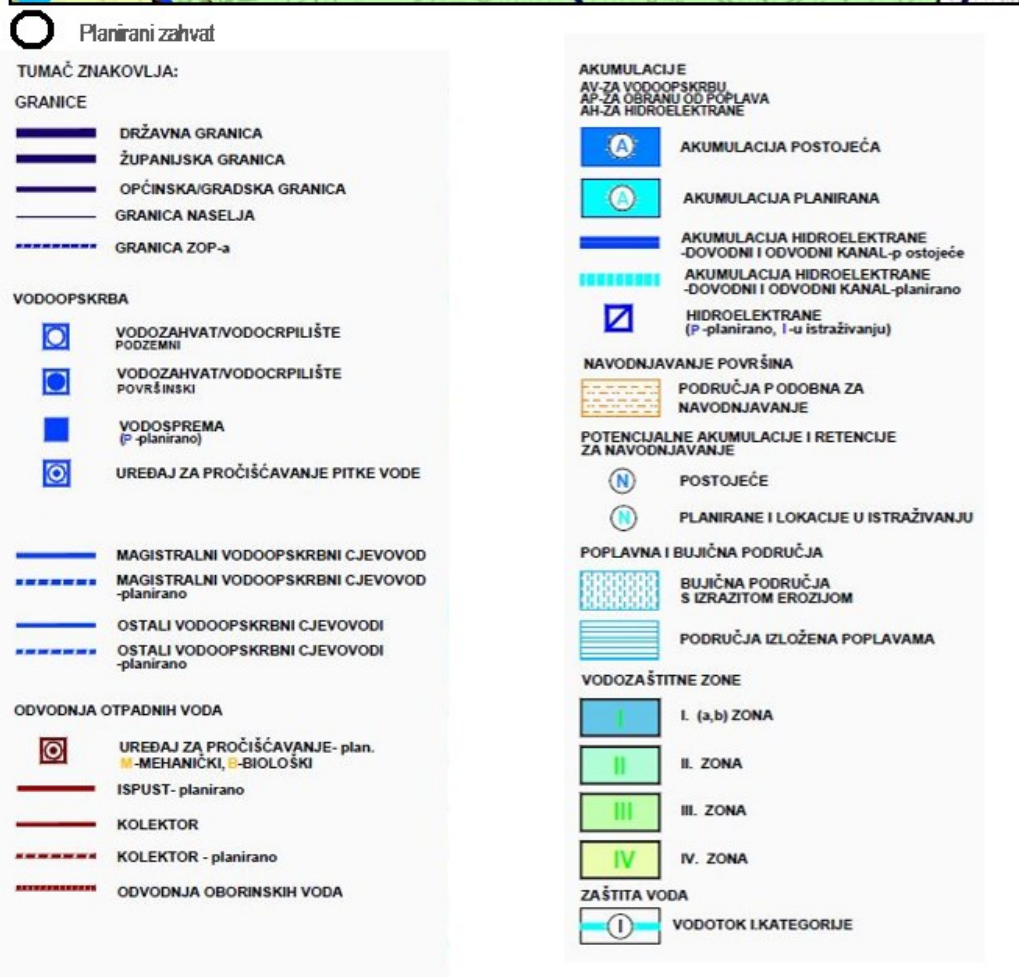 Planirani zahvat
TUMAČ ZNAKOVLJA:
GRANICE
DRŽAVNA GRANICA
ŽUPANIJSKA GRANICA
OPĆINSKA/GRADSKA GRANICA
GRANICA NASELJA
GRANICA ZOP-a
VODOOPSKRBA
VODOZAHVAT/VODOCRPILIŠTE
PODZEMNI
VODOZAHVAT/VODOCRPILIŠTE
POVRŠINSKI
VODOSPREMA
(P -planirano)
UREĐAJ ZA PROČIŠĆAVANJE PITKE VODE
MAGISTRALNI VODOOPSKRBNI CJEVOVOD
MAGISTRALNI VODOOPSKRBNI CJEVOVOD
-planirano
OSTALI VODOOPSKRBNI CJEVOVODI
OSTALI VODOOPSKRBNI CJEVOVODI
-planirano
ODVODNJA OTPADNIH VODA
UREĐAJ ZA PROČIŠĆAVANJE- plan.
M-MEHANIČKI, B-BIOLOŠKI
ISPUST- planirano
KOLEKTOR
KOLEKTOR - planirano
ODVODNJA OBORINSKIH VODA
AKUMULACIJE
AV-ZA VODOOPSKRBU
AP-ZA OBRANU OD POPLAVA
AH-ZA HIDROELEKTRANE
A AKUMULACIJA POSTOJEĆA
A AKUMULACIJA PLANIRANA
AKUMULACIJA HIDROELEKTRANE
-DOVODNI I ODVODNI KANAL-p ostojeće
AKUMULACIJA HIDROELEKTRANE
-DOVODNI I ODVODNI KANAL-planirano
HIDROELEKTRANE
(P -planirano, I -u istraživanju)
NAVODNJAVANJE POVRŠINA
PODRUČJA P ODOBNA ZA
NAVODNJAVANJE
POTENCIJALNE AKUMULACIJE I RETENCIJE
ZA NAVODNJAVANJE
N POSTOJEĆE
N PLANIRANE I LOKACIJE U ISTRAŽIVANJU
POPLAVNA I BUJIČNA PODRUČJA
BUJIČNA PODRUČJA
S IZRAZITOM EROZIJOM
PODRUČJA IZLOŽENA POPLAVAMA
VODOZAŠTITNE ZONE
I I. (a,b) ZONA
II II. ZONA
III III. ZONA
IV IV. ZONA
ZAŠTITA VODA
I VODOTOK I.KATEGORIJE